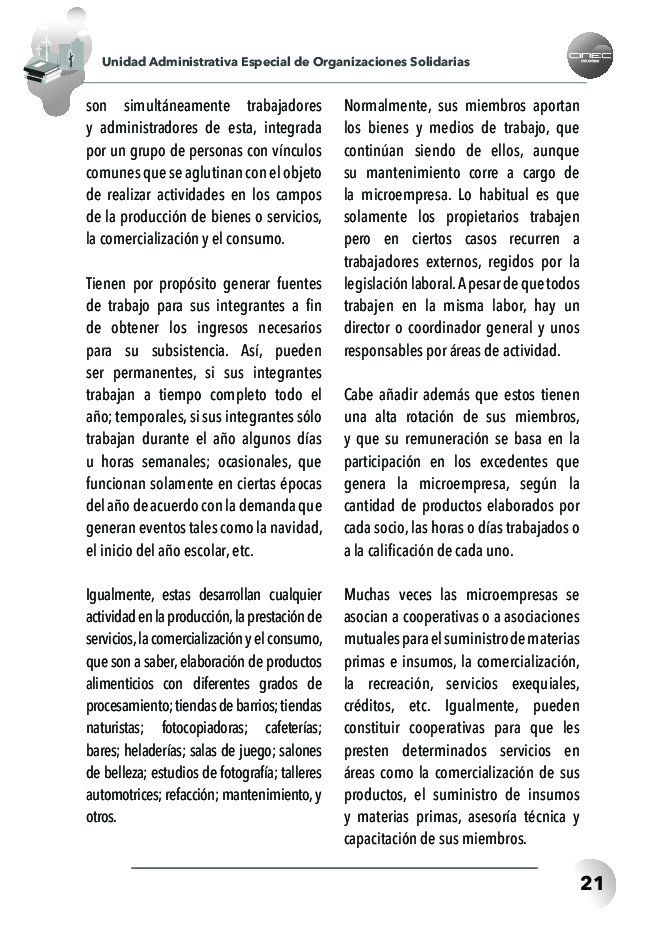 Unidad Administrativa Especial de Organizaciones Solidarias
son simultáneamente trabajadores
y administradores de esta, integrada
por un grupo de personas con vínculos
comunes que se aglutinan con el objeto
de realizar actividades en los campos
de la producción de bienes o servicios,
la comercialización y el consumo.
Tienen por propósito generar fuentes
de trabajo para sus integrantes a fin
de obtener los ingresos necesarios
para su subsistencia. Así, pueden
ser permanentes, si sus integrantes
trabajan a tiempo completo todo el
año; temporales, si sus integrantes sólo
trabajan durante el año algunos días
u horas semanales; ocasionales, que
funcionan solamente en ciertas épocas
del año de acuerdo con la demanda que
generan eventos tales como la navidad,
el inicio del año escolar, etc.
Igualmente, estas desarrollan cualquier
actividad en la producción, la prestación de
servicios, la comercialización y el consumo,
que son a saber, elaboración de productos
alimenticios con diferentes grados de
procesamiento; tiendas de barrios; tiendas
naturistas; fotocopiadoras; cafeterías;
bares; heladerías; salas de juego; salones
de belleza; estudios de fotografía; talleres
automotrices; refacción; mantenimiento, y
otros.
Normalmente, sus miembros aportan
los bienes y medios de trabajo, que
continúan siendo de ellos, aunque
su mantenimiento corre a cargo de
la microempresa. Lo habitual es que
solamente los propietarios trabajen
pero en ciertos casos recurren a
trabajadores externos, regidos por la
legislación laboral. A pesar de que todos
trabajen en la misma labor, hay un
director o coordinador general y unos
responsables por áreas de actividad.
Cabe añadir además que estos tienen
una alta rotación de sus miembros,
y que su remuneración se basa en la
participación en los excedentes que
genera la microempresa, según la
cantidad de productos elaborados por
cada socio, las horas o días trabajados o
a la calificación de cada uno.
Muchas veces las microempresas se
asocian a cooperativas o a asociaciones
mutuales para el suministro de materias
primas e insumos, la comercialización,
la recreación, servicios exequiales,
créditos, etc. Igualmente, pueden
constituir cooperativas para que les
presten determinados servicios en
áreas como la comercialización de sus
productos, el suministro de insumos
y materias primas, asesoría técnica y
capacitación de sus miembros.
21